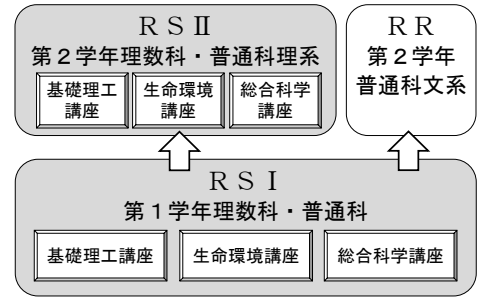 ＲＳⅡ
第２学年理数科・普通科理系
基礎理工
講座
生命環境
講座
総合科学
講座
ＲＲ
第２学年
普通科文系
ＲＳⅠ
第１学年理数科・普通科
基礎理工講座
生命環境講座
総合科学講座